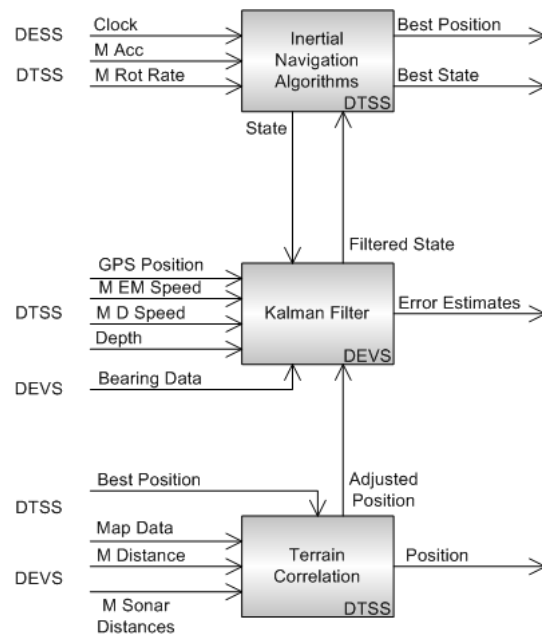 DESS
Clock
M Acc
DTSS
M Rot Rate
Inertial
Navigation
Algorithms
DTSS
Best Position
Best State
State
Filtered State
GPS Position
M EM Speed
DTSS
M D Speed
Depth
DEVS
Bearing Data
Kalman Filter
DEVS
Error Estimates
Adjusted
Position
Best Position
DTSS
Map Data
M Distance
DEVS
M Sonar
Distances
Terrain
Correlation
DTSS
Position